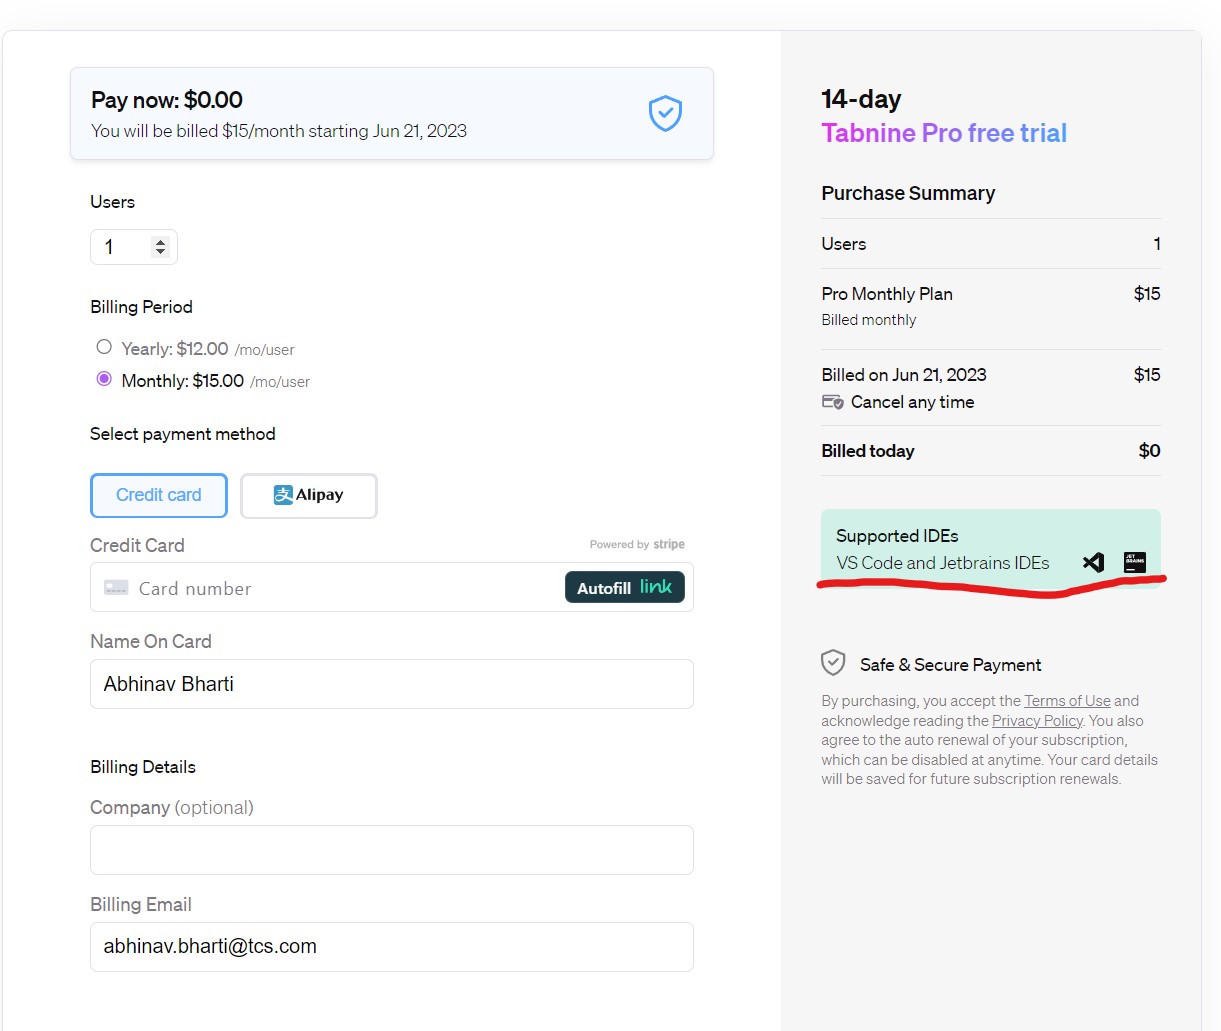 Pay now: $0.00
You will be billed $15/month starting Jun 21, 2023
Users
1
Billing Period
Yearly: $12.00 /mo/user
Monthly: $15.00 /mo/user
Select payment method
Credit card
支 Alipay
Credit Card
Powered by stripe
Card number
Autofill link
Name On Card
Abhinav Bharti
Billing Details
Company (optional)
Billing Email
abhinav.bharti@tcs.com
14-day
Tabnine Pro free trial
Purchase Summary
Users 1
Pro Monthly Plan $15
Billed monthly
Billed on Jun 21, 2023 $15
Cancel any time
Billed today $0
Supported IDEs
VS Code and Jetbrains IDEs
JET
BRAINS
Safe & Secure Payment
By purchasing, you accept the Terms of Use and
acknowledge reading the Privacy Policy. You also
agree to the auto renewal of your subscription,
which can be disabled at anytime. Your card details
will be saved for future subscription renewals.